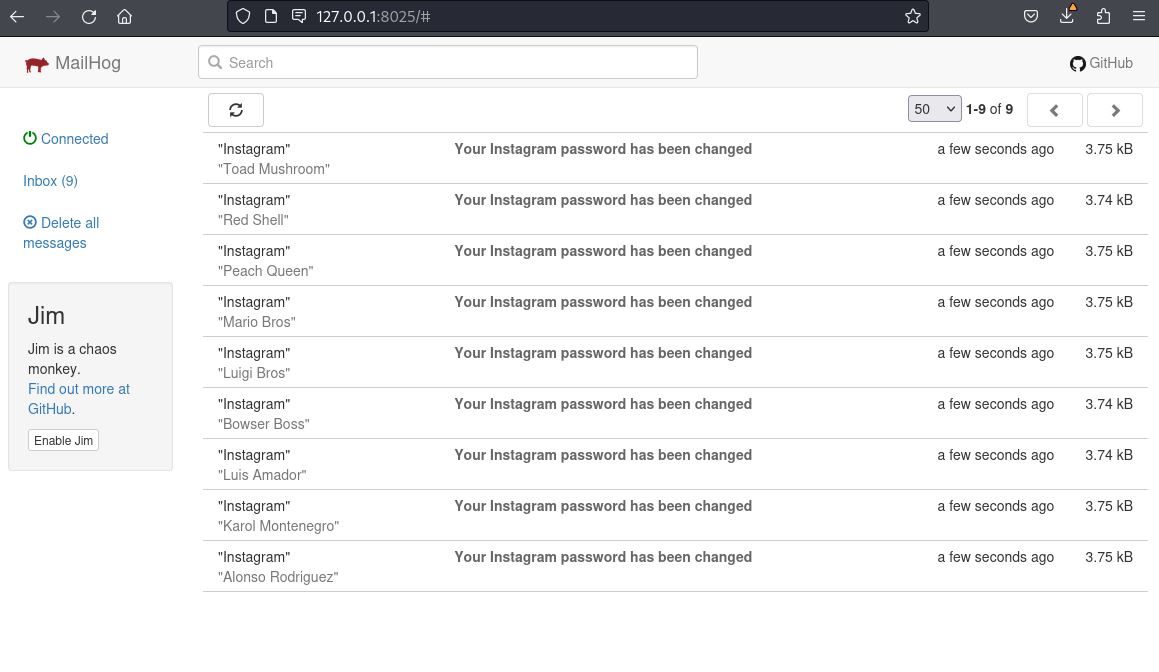 127.0.0.1:8025/#
MailHog
Search
GitHub
50
1-9 of 9
Connected
Inbox (9)
Delete all
messages
Jim
Jim is a chaos
monkey.
Find out more at
GitHub.
Enable Jim
"Instagram" Your Instagram password has been changed a few seconds ago 3.75 kB
"Toad Mushroom"
"Instagram" Your Instagram password has been changed a few seconds ago 3.74 kB
"Red Shell"
"Instagram" Your Instagram password has been changed a few seconds ago 3.75 kB
"Peach Queen"
"Instagram" Your Instagram password has been changed a few seconds ago 3.75 kB
"Mario Bros"
"Instagram" Your Instagram password has been changed a few seconds ago 3.75 kB
"Luigi Bros"
"Instagram" Your Instagram password has been changed a few seconds ago 3.74 kB
"Bowser Boss"
"Instagram" Your Instagram password has been changed a few seconds ago 3.74 kB
"Luis Amador"
"Instagram" Your Instagram password has been changed a few seconds ago 3.75 kB
"Karol Montenegro"
"Instagram" Your Instagram password has been changed a few seconds ago 3.75 kB
"Alonso Rodriguez"